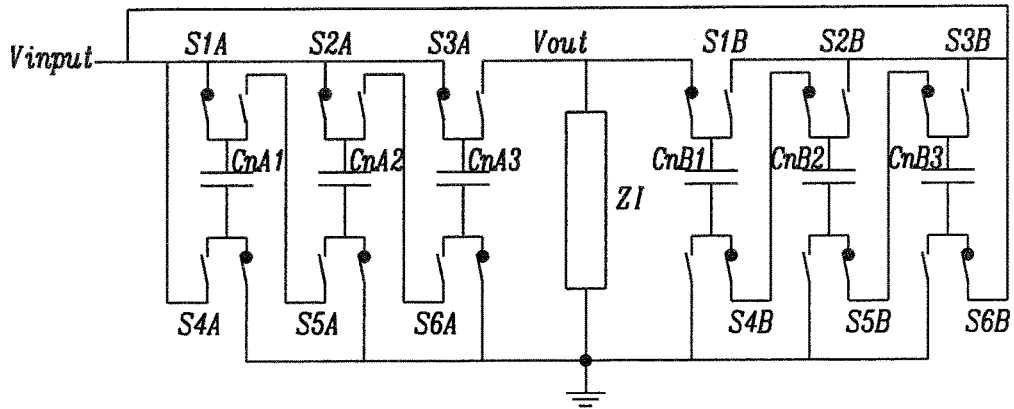 S1A S2A S3A Vout S1B S2B S3B
Vinput
CnA1 CnA2 CnA3 CnB1 CnB2 CnB3
ZI
S4A S5A S6A S4B S5B S6B